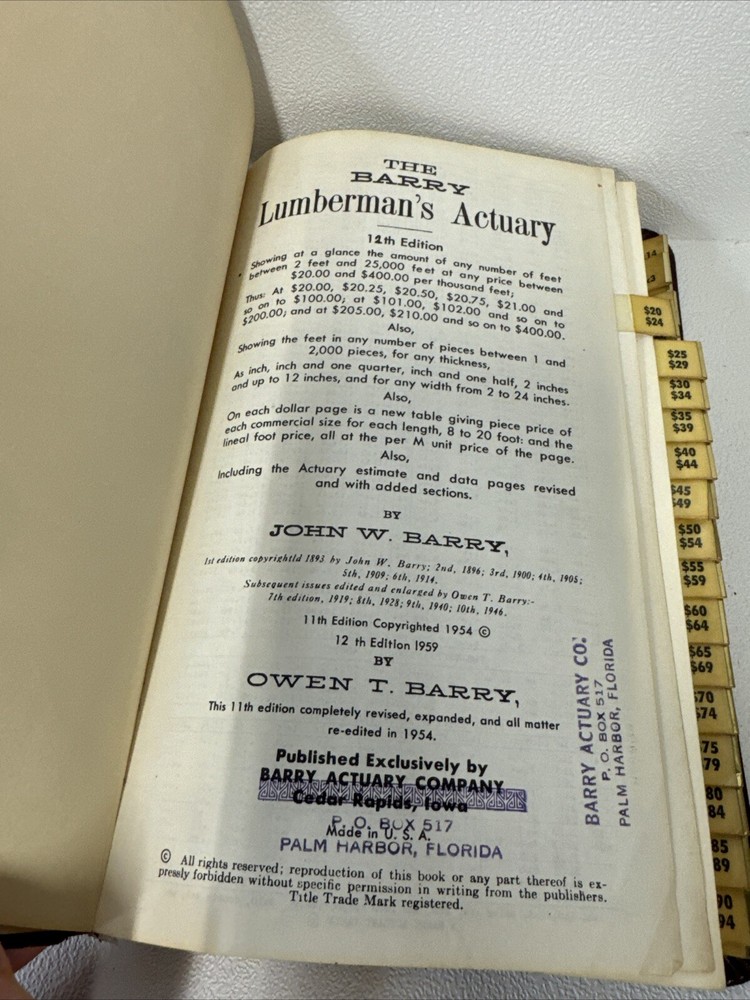 THE
BARRY
Lumberman's Actuary
12th Edition
Showing at a glance the amount of any number of feet
between 2 feet and 25,000 feet at any price between
$20.00 and $400.00 per thousand feet;
Thus: At $20.00, $20.25, $20.50, $20.75, $21.00 and
so on to $100.00; at $101.00, $102.00 and so on to
$200.00; and at $205.00, $210.00 and so on to $400.00.
Also,
Showing the feet in any number of pieces between 1 and
2,000 pieces, for any thickness,
As inch, inch and one quarter, inch and one half, 2 inches
and up to 12 inches, and for any width from 2 to 24 inches.
Also,
On each dollar page is a new table giving piece price of
each commercial size for each length, 8 to 20 foot: and the
lineal foot price, all at the per M unit price of the page.
Also,
Including the Actuary estimate and data pages revised
and with added sections.
BY
JOHN W. BARRY,
1st edition copyrightld 1893 by John W. Barry; 2nd, 1896; 3rd, 1900; 4th, 1905;
5th, 1909; 6th, 1914.
Subsequent issues edited and enlarged by Owen T. Barry:-
7th edition, 1919; 8th, 1928; 9th, 1940; 10th, 1946.
11th Edition Copyrighted 1954 ©
12 th Edition 1959
BY
OWEN T. BARRY,
This 11th edition completely revised, expanded, and all matter
re-edited in 1954.
Published Exclusively by
BARRY ACTUARY COMPANY
Cedar Rapids, Iowa
P. O. BOX 517
Made in U. S. A.
PALM HARBOR, FLORIDA
© All rights reserved; reproduction of this book or any part thereof is ex-
pressly forbidden without specific permission in writing from the publishers.
Title Trade Mark registered.
BARRY ACTUARY CO.
P. O. BOX 517
PALM HARBOR, FLORIDA
$20
$24
$25
$29
$30
$34
$35
$39
$40
$44
$45
$49
$50
$54
$55
$59
$60
$64
$65
$69
70
74
75
79
80
84
85
89
90
94